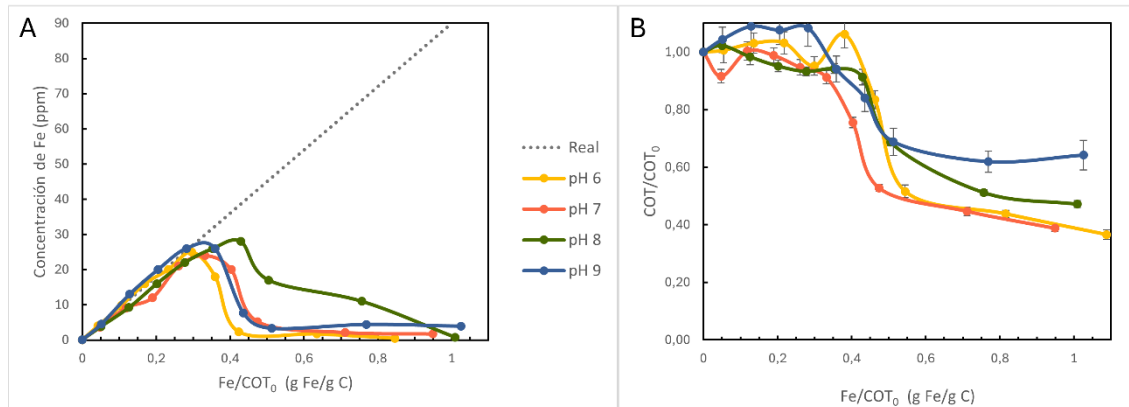 A
Concentración de Fe (ppm)
90
80
70
60
50
40
30
20
10
0
0
0,2
0,4
0,6
0,8
1
Fe/COT₀ (g Fe/g C)
Real
pH 6
pH 7
pH 8
pH 9
B
COT/COT₀
1,00
0,80
0,60
0,40
0,20
0,00
0
0,2
0,4
0,6
0,8
1
Fe/COT₀ (g Fe/g C)